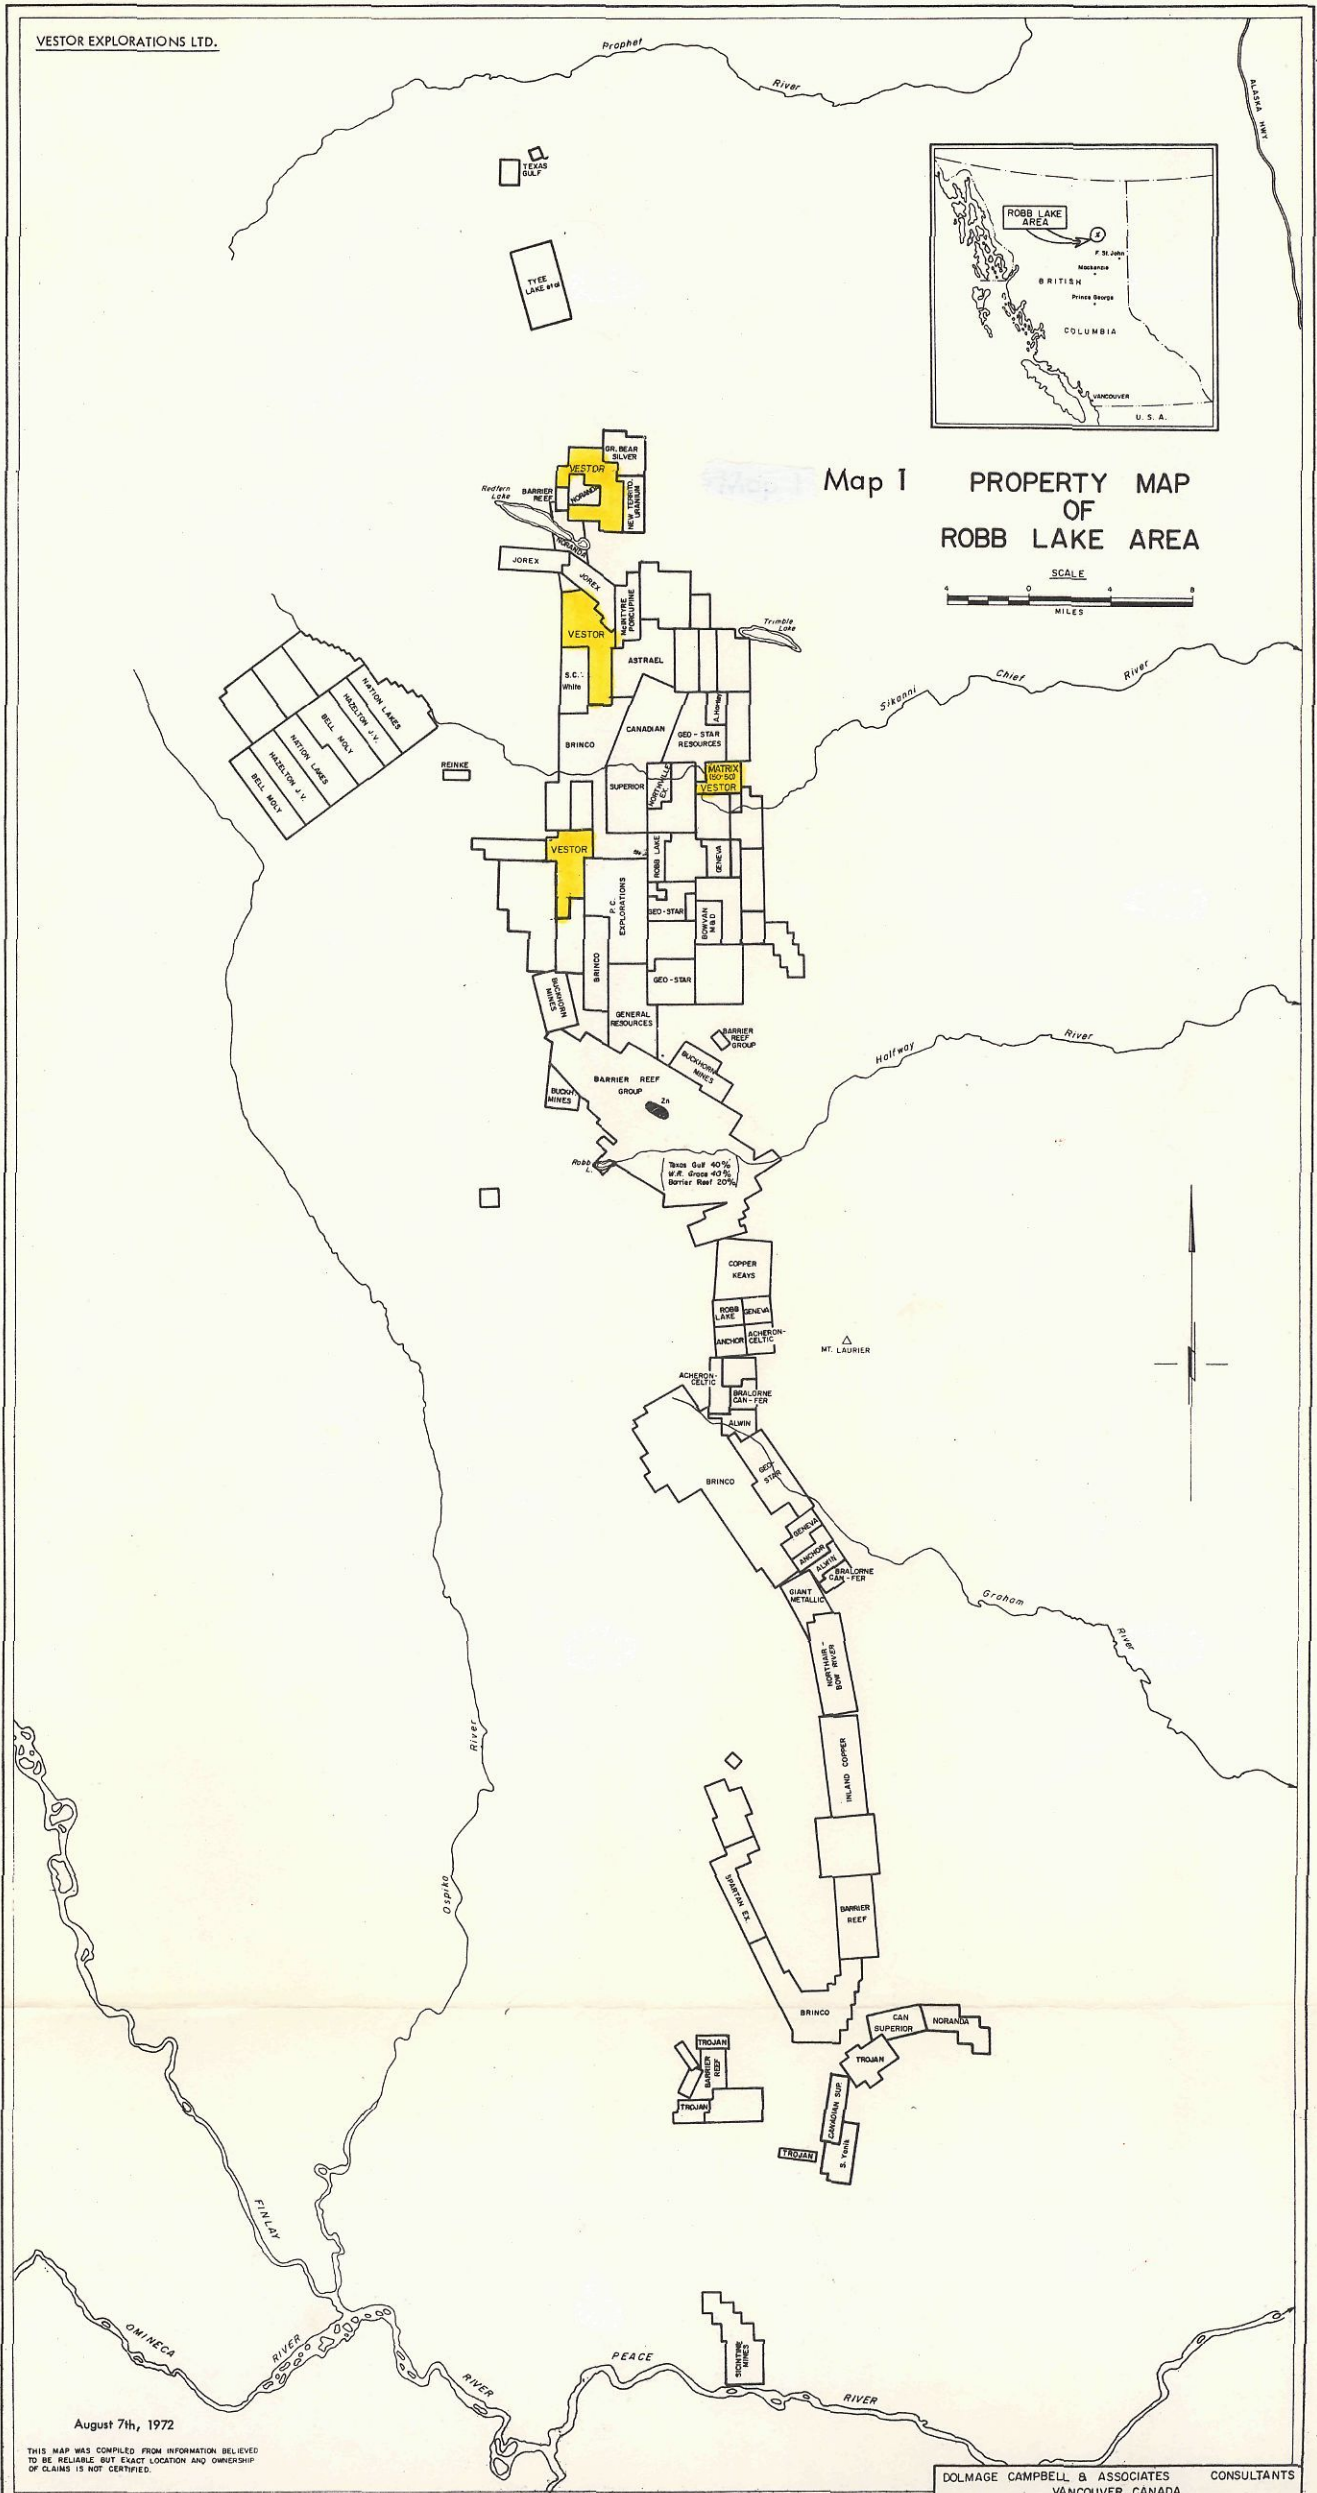 VESTOR EXPLORATIONS LTD.
Prophet
River
ALASKA HWY
TEXAS
GULF
TYEE
LAKE et al
ROBB LAKE
AREA
X
F. St. John
Mackenzie
BRITISH
Prince George
COLUMBIA
VANCOUVER
U. S. A.
Map 1
PROPERTY MAP
OF
ROBB LAKE AREA
SCALE
4 0 4 8
MILES
GR. BEAR
SILVER
VESTOR
NORANDA
BARRIER
REEF
NEW TERRITO.
URANIUM
Redfern
Lake
NORANDA
JOREX
JOREX
McINTYRE
PORCUPINE
VESTOR
Trimble
Lake
ASTRAEL
S.C.
White
NATION LAKES
HAZELTON J.V.
BELL MOLY
NATION LAKES
HAZELTON J.V.
BELL MOLY
Sikanni
Chief
River
CANADIAN
A. Hartley
GEO-STAR
RESOURCES
BRINCO
REINKE
SUPERIOR
NORTHVILLE
EX.
MATRIX
(50-50)
VESTOR
VESTOR
ROBB LAKE
GENEVA
P.C.
EXPLORATIONS
GEO-STAR
BOWVAN
M&D
BRINCO
GEO-STAR
BUCKHORN
MINES
GENERAL
RESOURCES
BARRIER
REEF
GROUP
BUCKHORN
MINES
Halfway
River
BARRIER REEF
GROUP
Zn
BUCKH.
MINES
Robb
L.
Texas Gulf 40%
W.R. Grace 40%
Barrier Reef 20%
COPPER
KEAYS
ROBB
LAKE
GENEVA
ANCHOR
ACHERON-
CELTIC
MT. LAURIER
ACHERON-
CELTIC
BRALORNE
CAN-FER
ALWIN
BRINCO
GEO-
STAR
GENEVA
ANCHOR
ALWIN
BRALORNE
CAN-FER
GIANT
METALLIC
Graham
River
NORTHAIR-
BOW RIVER
River
INLAND COPPER
SPARTAN EX.
Ospika
BARRIER
REEF
BRINCO
CAN
SUPERIOR
NORANDA
TROJAN
TROJAN
BARRIER
REEF
TROJAN
CANADIAN SUP.
TROJAN
S. Yanik
FINLAY
OMINECA
RIVER
RIVER
PEACE
SICINTINE
MINES
RIVER
August 7th, 1972
THIS MAP WAS COMPILED FROM INFORMATION BELIEVED
TO BE RELIABLE BUT EXACT LOCATION AND OWNERSHIP
OF CLAIMS IS NOT CERTIFIED.
DOLMAGE CAMPBELL & ASSOCIATES CONSULTANTS
VANCOUVER, CANADA